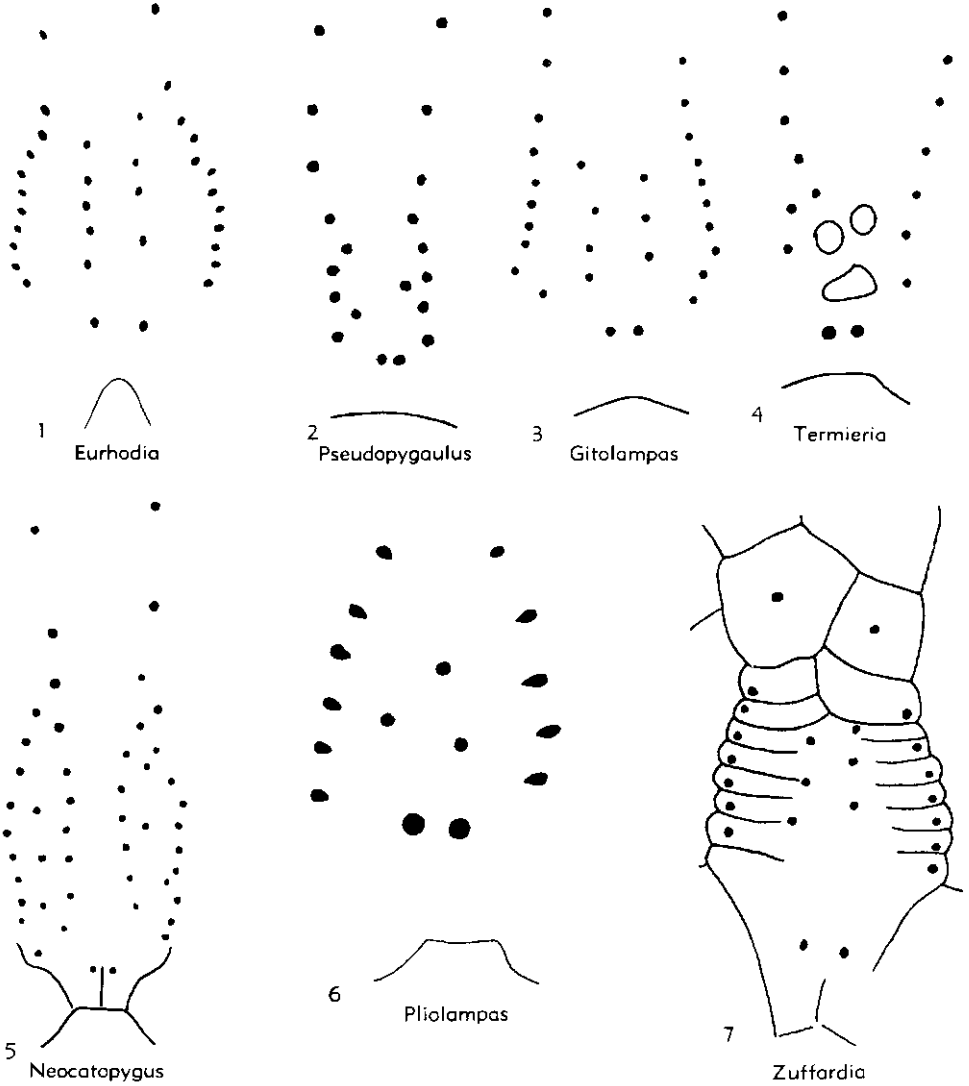 1
Eurhodia
2
Pseudopygaulus
3
Gitolampas
4
Termieria
5
Neocatopygus
6
Pliolampas
7
Zuffardia